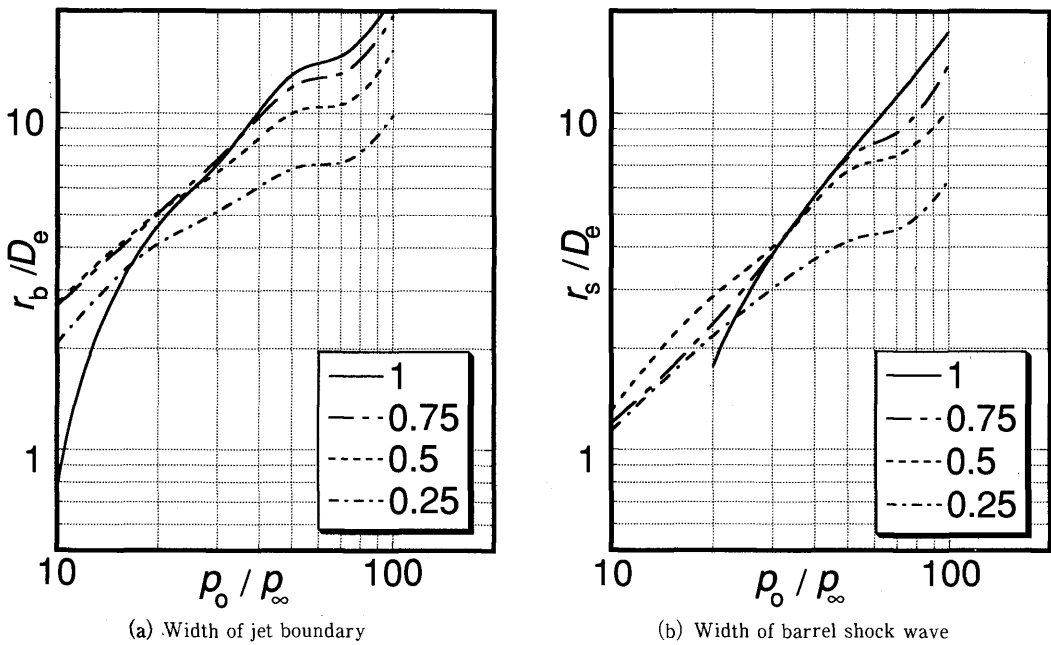 10
r_b/D_e
1
1
0.75
0.5
0.25
10
100
p_o / p_∞
(a) Width of jet boundary
10
r_s/D_e
1
1
0.75
0.5
0.25
10
100
p_o / p_∞
(b) Width of barrel shock wave